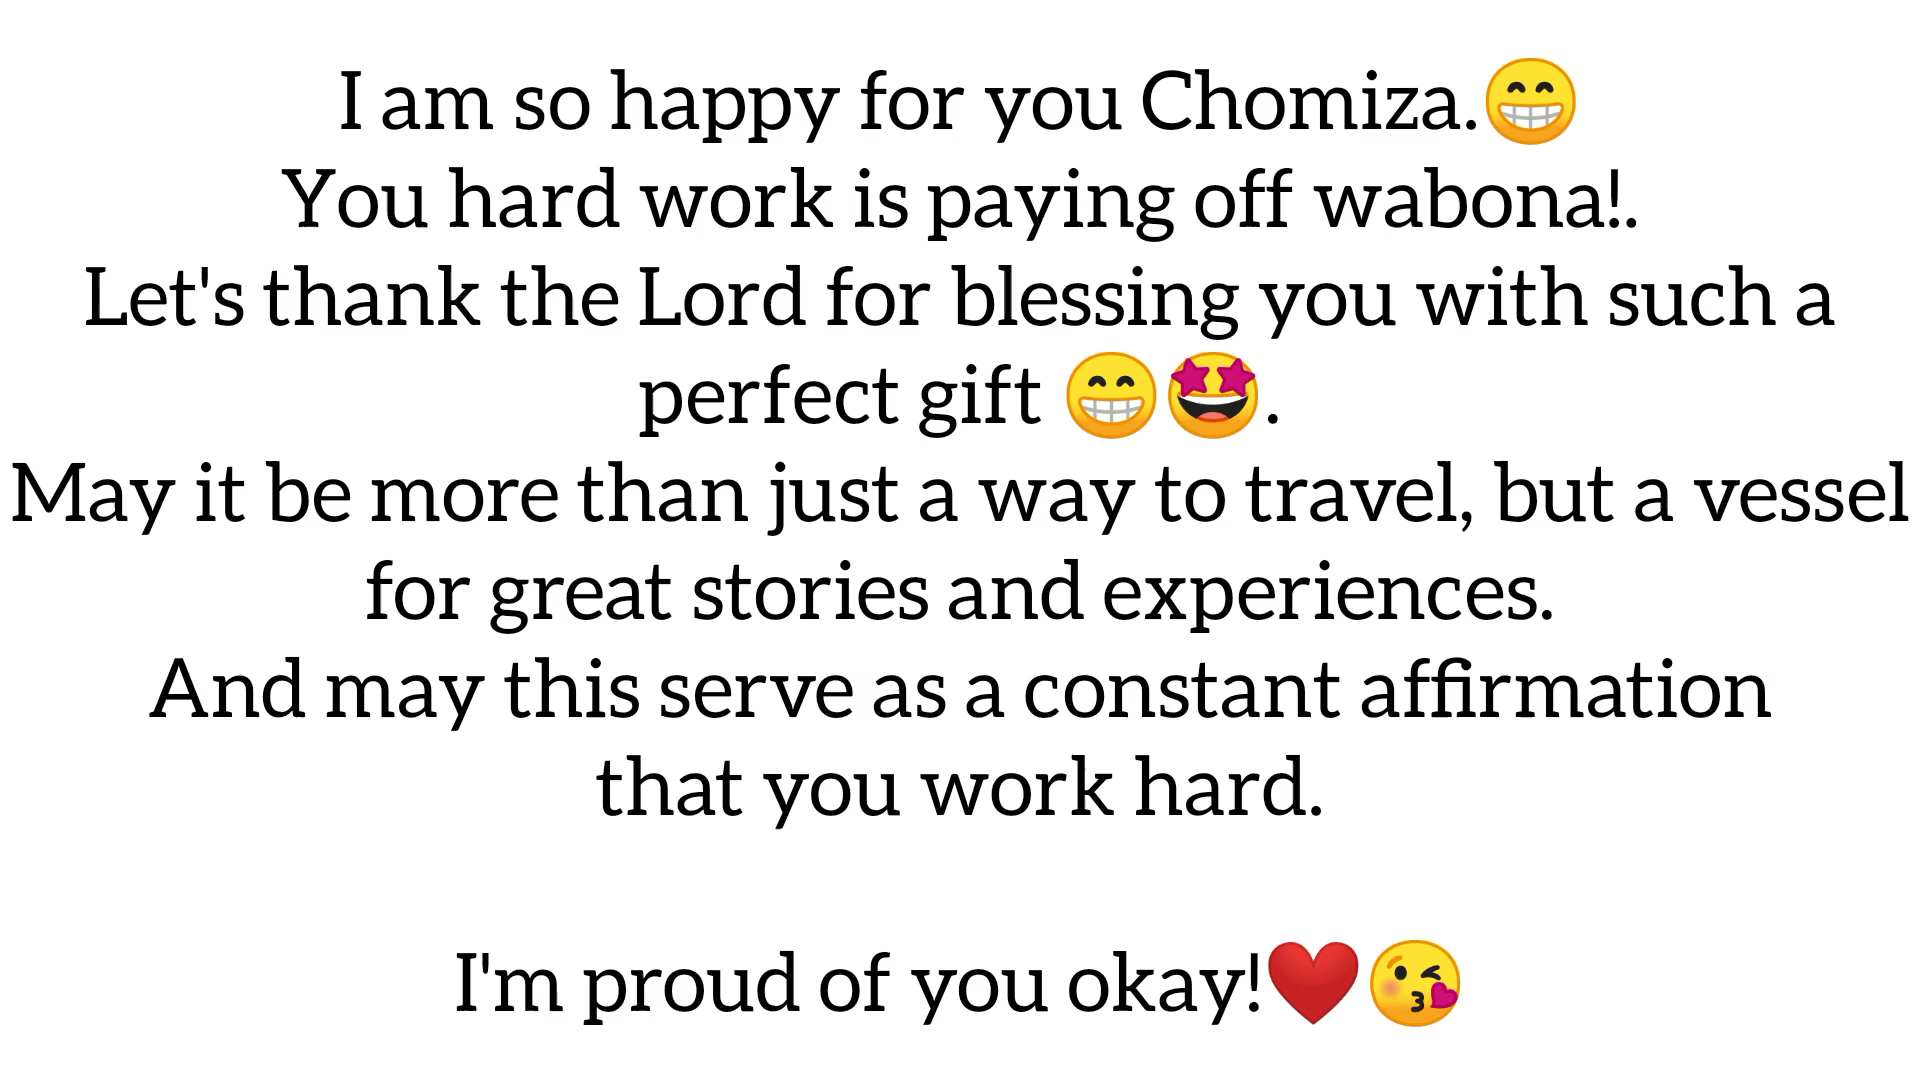 I am so happy for you Chomiza.😁
You hard work is paying off wabona!.
Let's thank the Lord for blessing you with such a
perfect gift 😁🤩.
May it be more than just a way to travel, but a vessel
for great stories and experiences.
And may this serve as a constant affirmation
that you work hard.
I'm proud of you okay!❤️😘